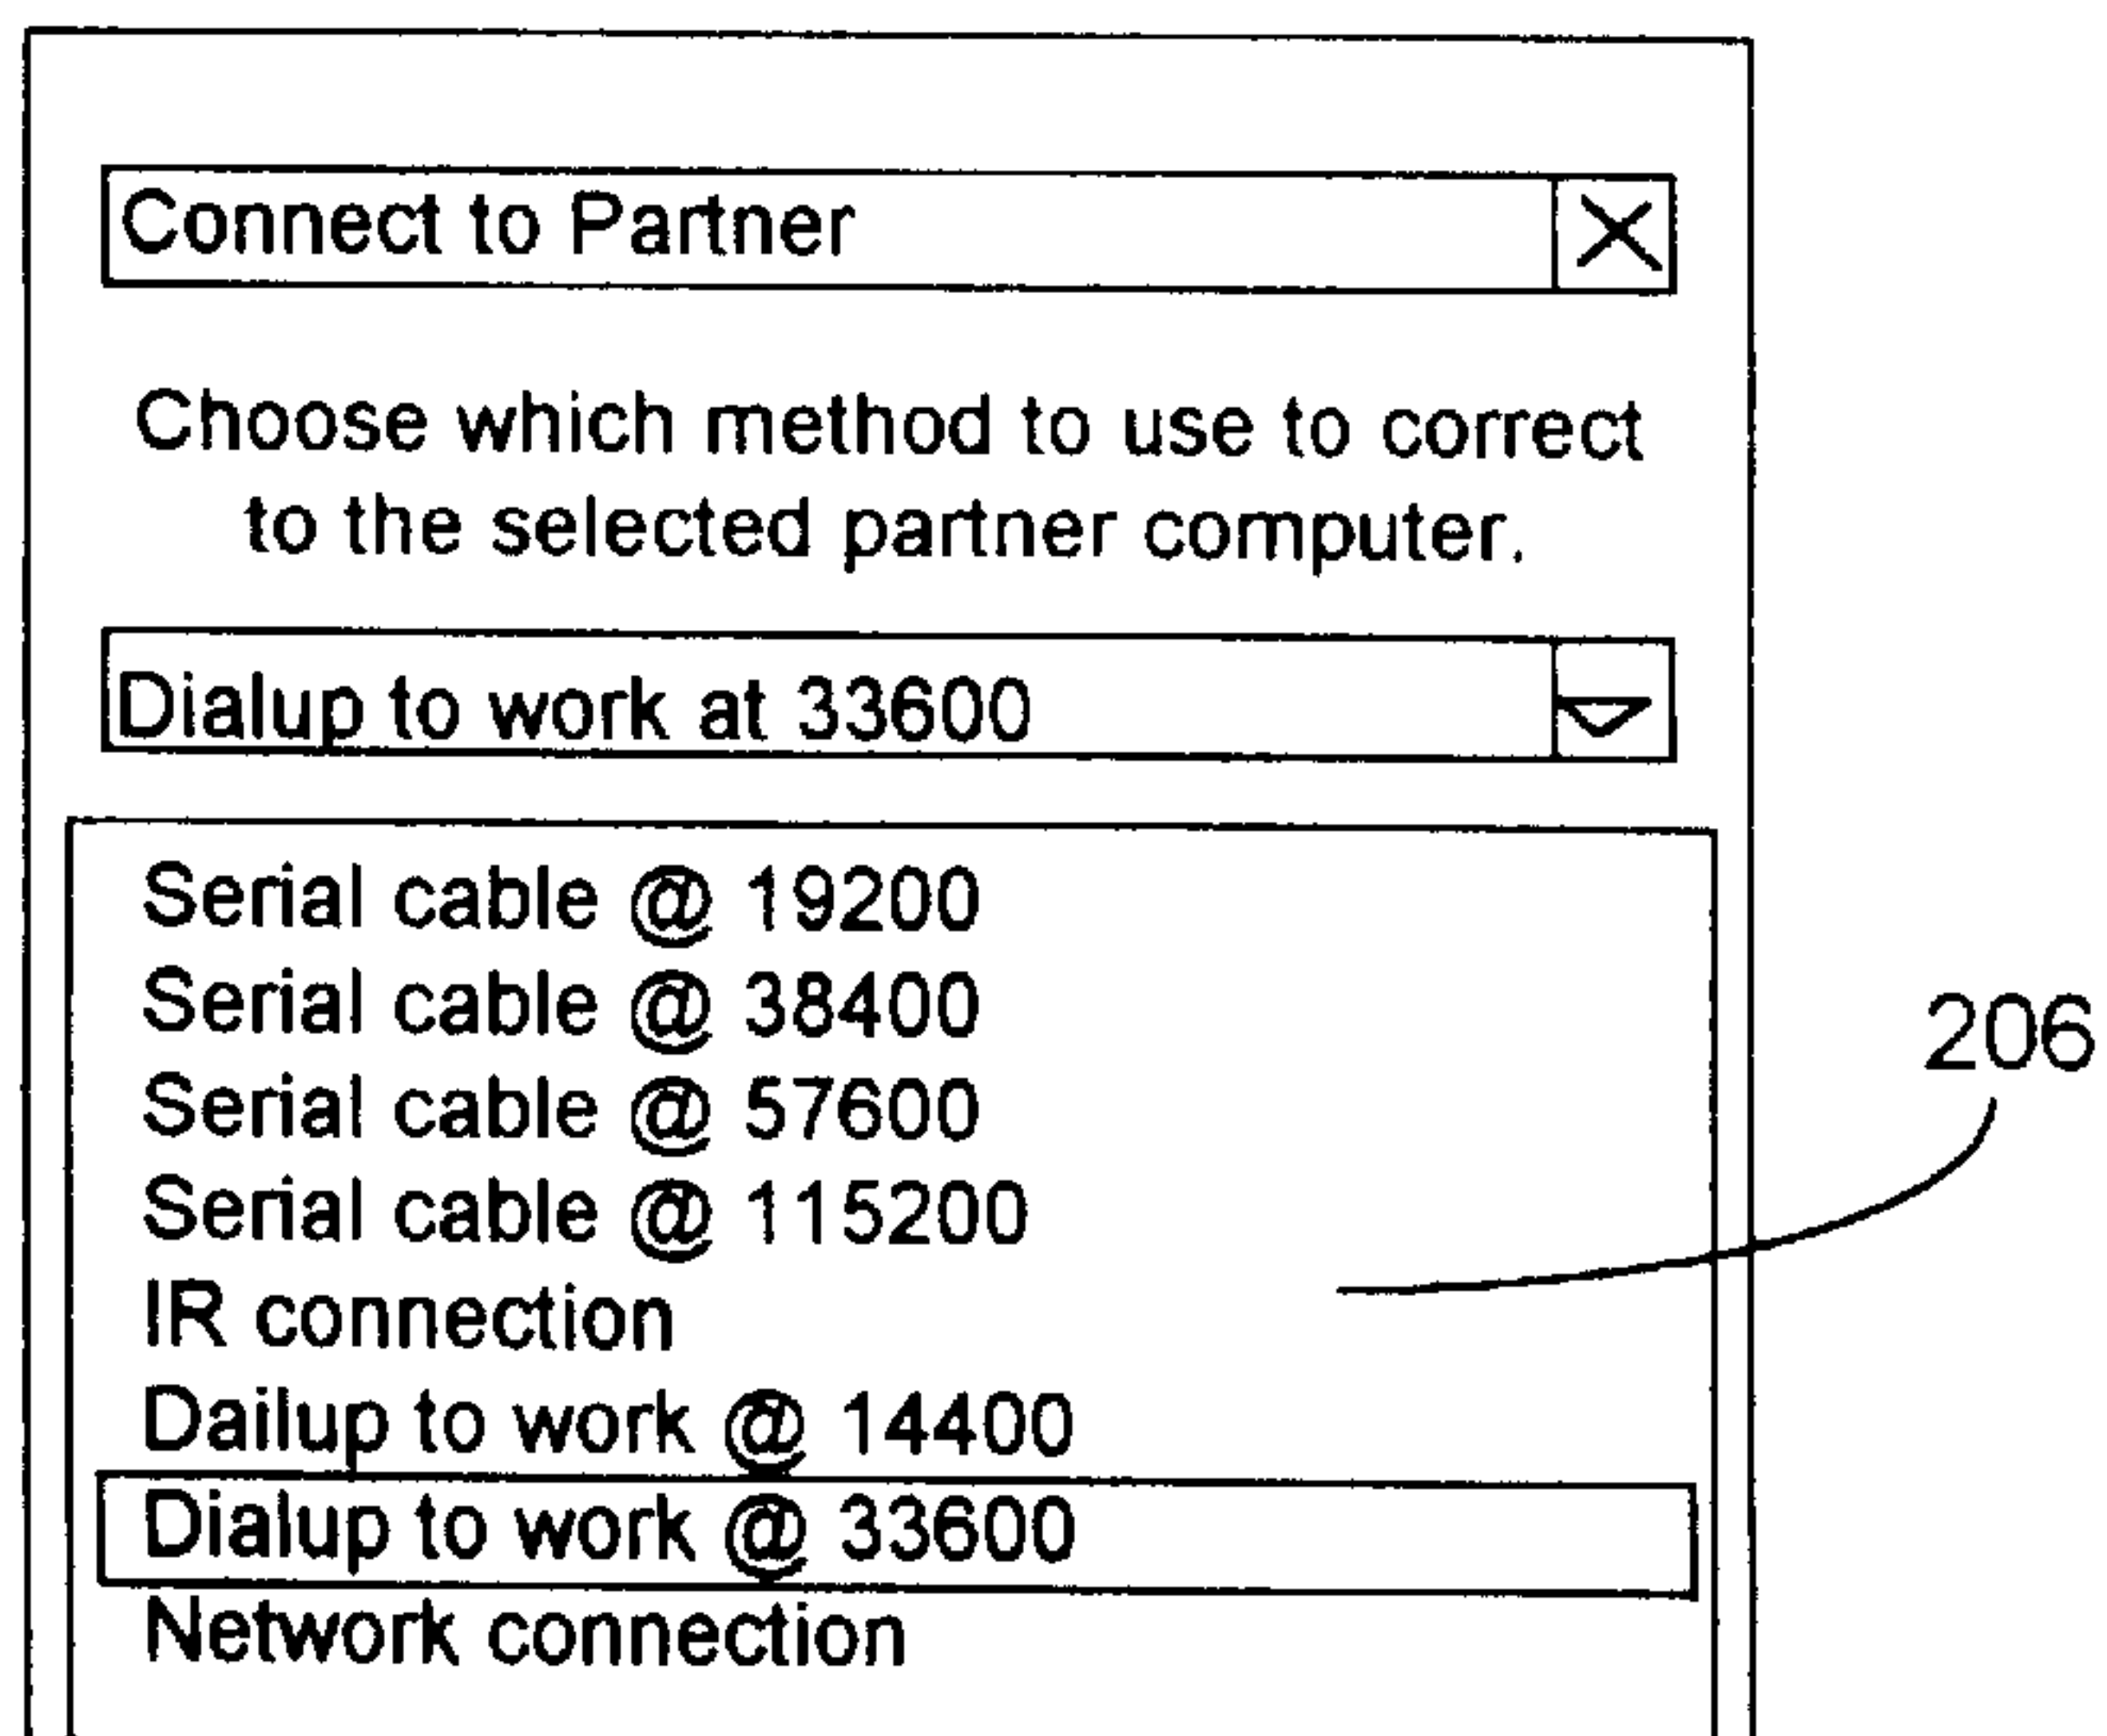 Connect to Partner
Choose which method to use to correct
to the selected partner computer.
Dialup to work at 33600
Serial cable @ 19200
Serial cable @ 38400
Serial cable @ 57600
Serial cable @ 115200
IR connection
Dailup to work @ 14400
Dialup to work @ 33600
Network connection
206